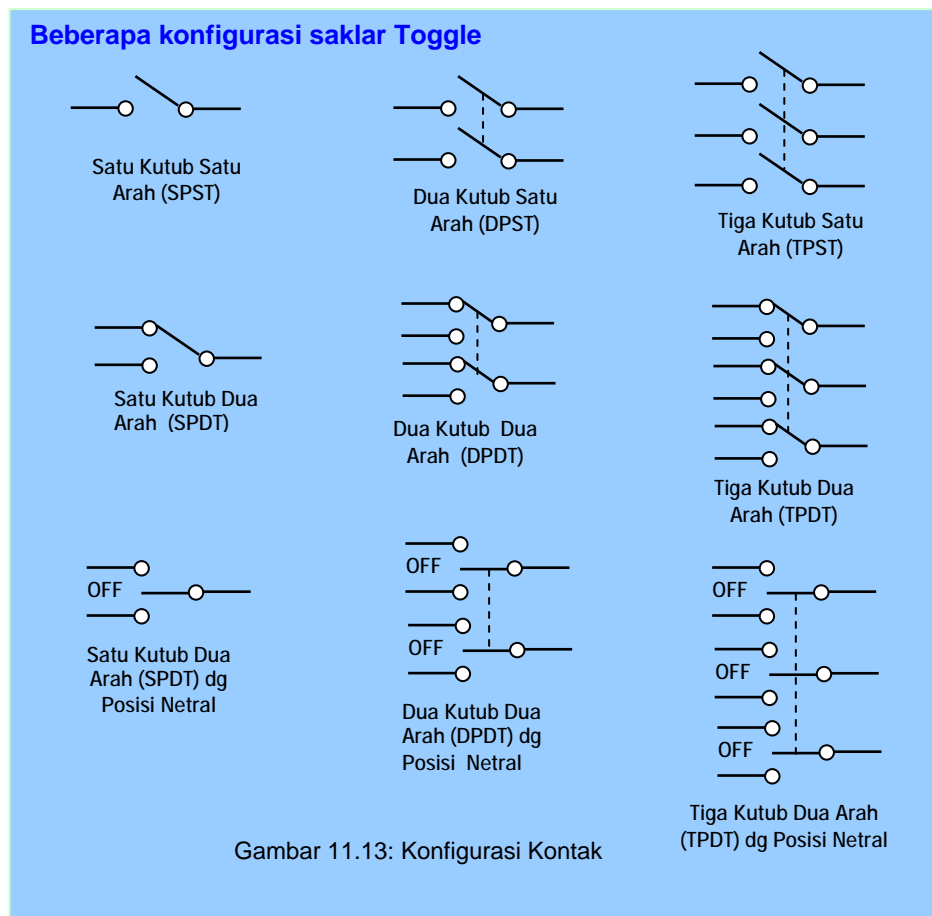 Beberapa konfigurasi saklar Toggle
Satu Kutub Satu
Arah (SPST)
Dua Kutub Satu
Arah (DPST)
Tiga Kutub Satu
Arah (TPST)
Satu Kutub Dua
Arah (SPDT)
Dua Kutub Dua
Arah (DPDT)
Tiga Kutub Dua
Arah (TPDT)
OFF
Satu Kutub Dua
Arah (SPDT) dg
Posisi Netral
OFF
OFF
Dua Kutub Dua
Arah (DPDT) dg
Posisi Netral
OFF
OFF
OFF
Tiga Kutub Dua Arah
(TPDT) dg Posisi Netral
Gambar 11.13: Konfigurasi Kontak